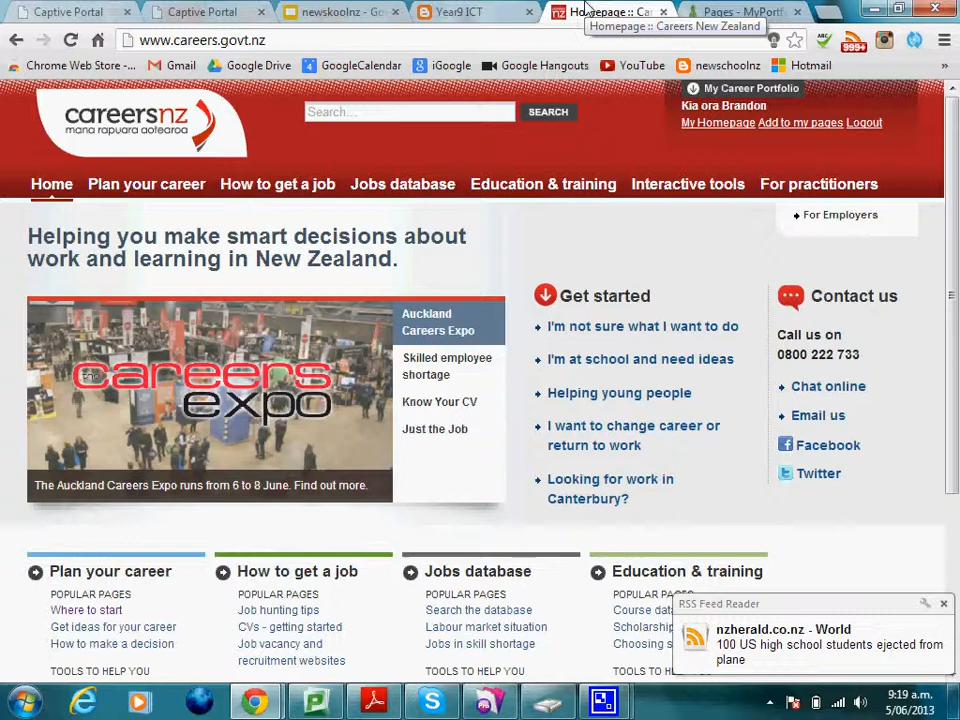 Captive Portal
Captive Portal
newskoolnz - Go
Year9 ICT
Homepage :: Ca
Pages - MyPortf
Homepage :: Careers New Zealand
www.careers.govt.nz
999+
Chrome Web Store -...
Gmail
Google Drive
GoogleCalendar
iGoogle
Google Hangouts
YouTube
newschoolnz
Hotmail
»
careersnz
mana rapuara aotearoa
Search...
SEARCH
My Career Portfolio
Kia ora Brandon
My Homepage Add to my pages Logout
Home
Plan your career
How to get a job
Jobs database
Education & training
Interactive tools
For practitioners
For Employers
Helping you make smart decisions about
work and learning in New Zealand.
careers
expo
The Auckland Careers Expo runs from 6 to 8 June. Find out more.
Auckland
Careers Expo
Skilled employee
shortage
Know Your CV
Just the Job
Get started
I'm not sure what I want to do
I'm at school and need ideas
Helping young people
I want to change career or
return to work
Looking for work in
Canterbury?
Contact us
Call us on
0800 222 733
Chat online
Email us
Facebook
Twitter
Plan your career
POPULAR PAGES
Where to start
Get ideas for your career
How to make a decision
TOOLS TO HELP YOU
How to get a job
POPULAR PAGES
Job hunting tips
CVs - getting started
Job vacancy and
recruitment websites
Jobs database
POPULAR PAGES
Search the database
Labour market situation
Jobs in skill shortage
TOOLS TO HELP YOU
Education & training
POPULAR PAGES
Course data
Scholarship
Choosing s
TOOLS TO HELP YOU
RSS Feed Reader
nzherald.co.nz - World
100 US high school students ejected from
plane
9:19 a.m.
5/06/2013